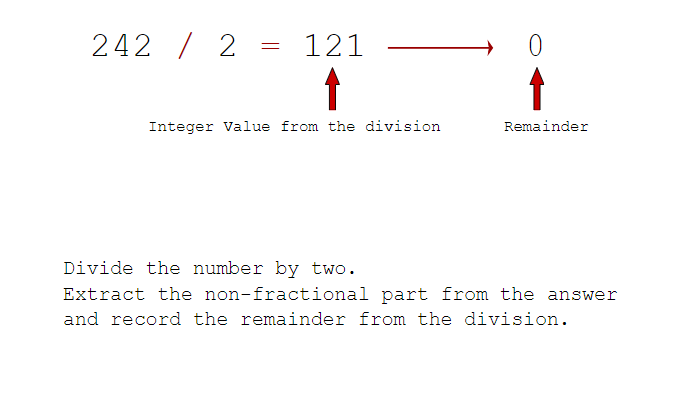 242 / 2 = 121 0
Integer Value from the division Remainder
Divide the number by two.
Extract the non-fractional part from the answer
and record the remainder from the division.